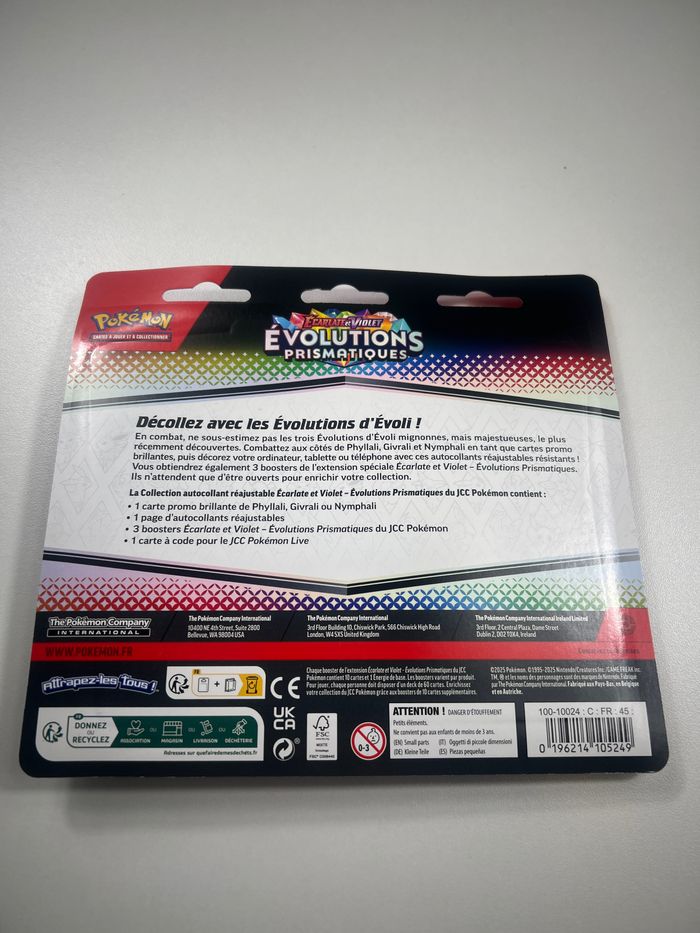 POKÉMON
CARTES À JOUER ET À COLLECTIONNER
ÉCARLATE ET VIOLET
ÉVOLUTIONS
PRISMATIQUES
Décollez avec les Évolutions d'Évoli !
En combat, ne sous-estimez pas les trois Évolutions d'Évoli mignonnes, mais majestueuses, le plus
récemment découvertes. Combattez aux côtés de Phyllali, Givrali et Nymphali en tant que cartes promo
brillantes, puis décorez votre ordinateur, tablette ou téléphone avec ces autocollants réajustables résistants !
Vous obtiendrez également 3 boosters de l'extension spéciale Écarlate et Violet – Évolutions Prismatiques.
Ils n'attendent que d'être ouverts pour enrichir votre collection.
La Collection autocollant réajustable Écarlate et Violet – Évolutions Prismatiques du JCC Pokémon contient :
• 1 carte promo brillante de Phyllali, Givrali ou Nymphali
• 1 page d'autocollants réajustables
• 3 boosters Écarlate et Violet – Évolutions Prismatiques du JCC Pokémon
• 1 carte à code pour le JCC Pokémon Live
The Pokémon Company
INTERNATIONAL
The Pokémon Company International
10400 NE 4th Street, Suite 2800
Bellevue, WA 98004 USA
The Pokémon Company International
3rd Floor Building 10, Chiswick Park, 566 Chiswick High Road
London, W4 5XS United Kingdom
The Pokémon Company International Ireland Limited
3rd Floor, 2 Central Plaza, Dame Street
Dublin 2, D02 T0X4, Ireland
WWW.POKEMON.FR
Attrapez-les Tous !
FR
CE
Chaque booster de l'extension Écarlate et Violet – Évolutions Prismatiques du JCC
Pokémon contient 10 cartes et 1 Énergie de base. Les boosters varient par produit.
Pour jouer, chaque personne doit disposer d'un deck de 60 cartes. Enrichissez
votre collection du JCC Pokémon grâce aux boosters de 10 cartes supplémentaires.
©2025 Pokémon. ©1995–2025 Nintendo/Creatures Inc./GAME FREAK inc.
TM, ® et les noms des personnages sont des marques de Nintendo. Fabriqué
par The Pokémon Company International. Fabriqué aux Pays-Bas, en Belgique
et en Autriche.
FR
DONNEZ
ou
RECYCLEZ
ASSOCIATION
OU
MAGASIN
OU
LIVRAISON
OU
DÉCHÈTERIE
Adresses sur quefairedemesdechets.fr
UK
CA
FSC
MIXTE
FSC® C008440
0-3
ATTENTION ! DANGER D'ÉTOUFFEMENT
Petits éléments.
Ne convient pas aux enfants de moins de 3 ans.
(EN) Small parts (IT) Oggetti di piccole dimensioni
(DE) Kleine Teile (ES) Piezas pequeñas
100-10024 : C : FR : 45 :
0 196214 105249